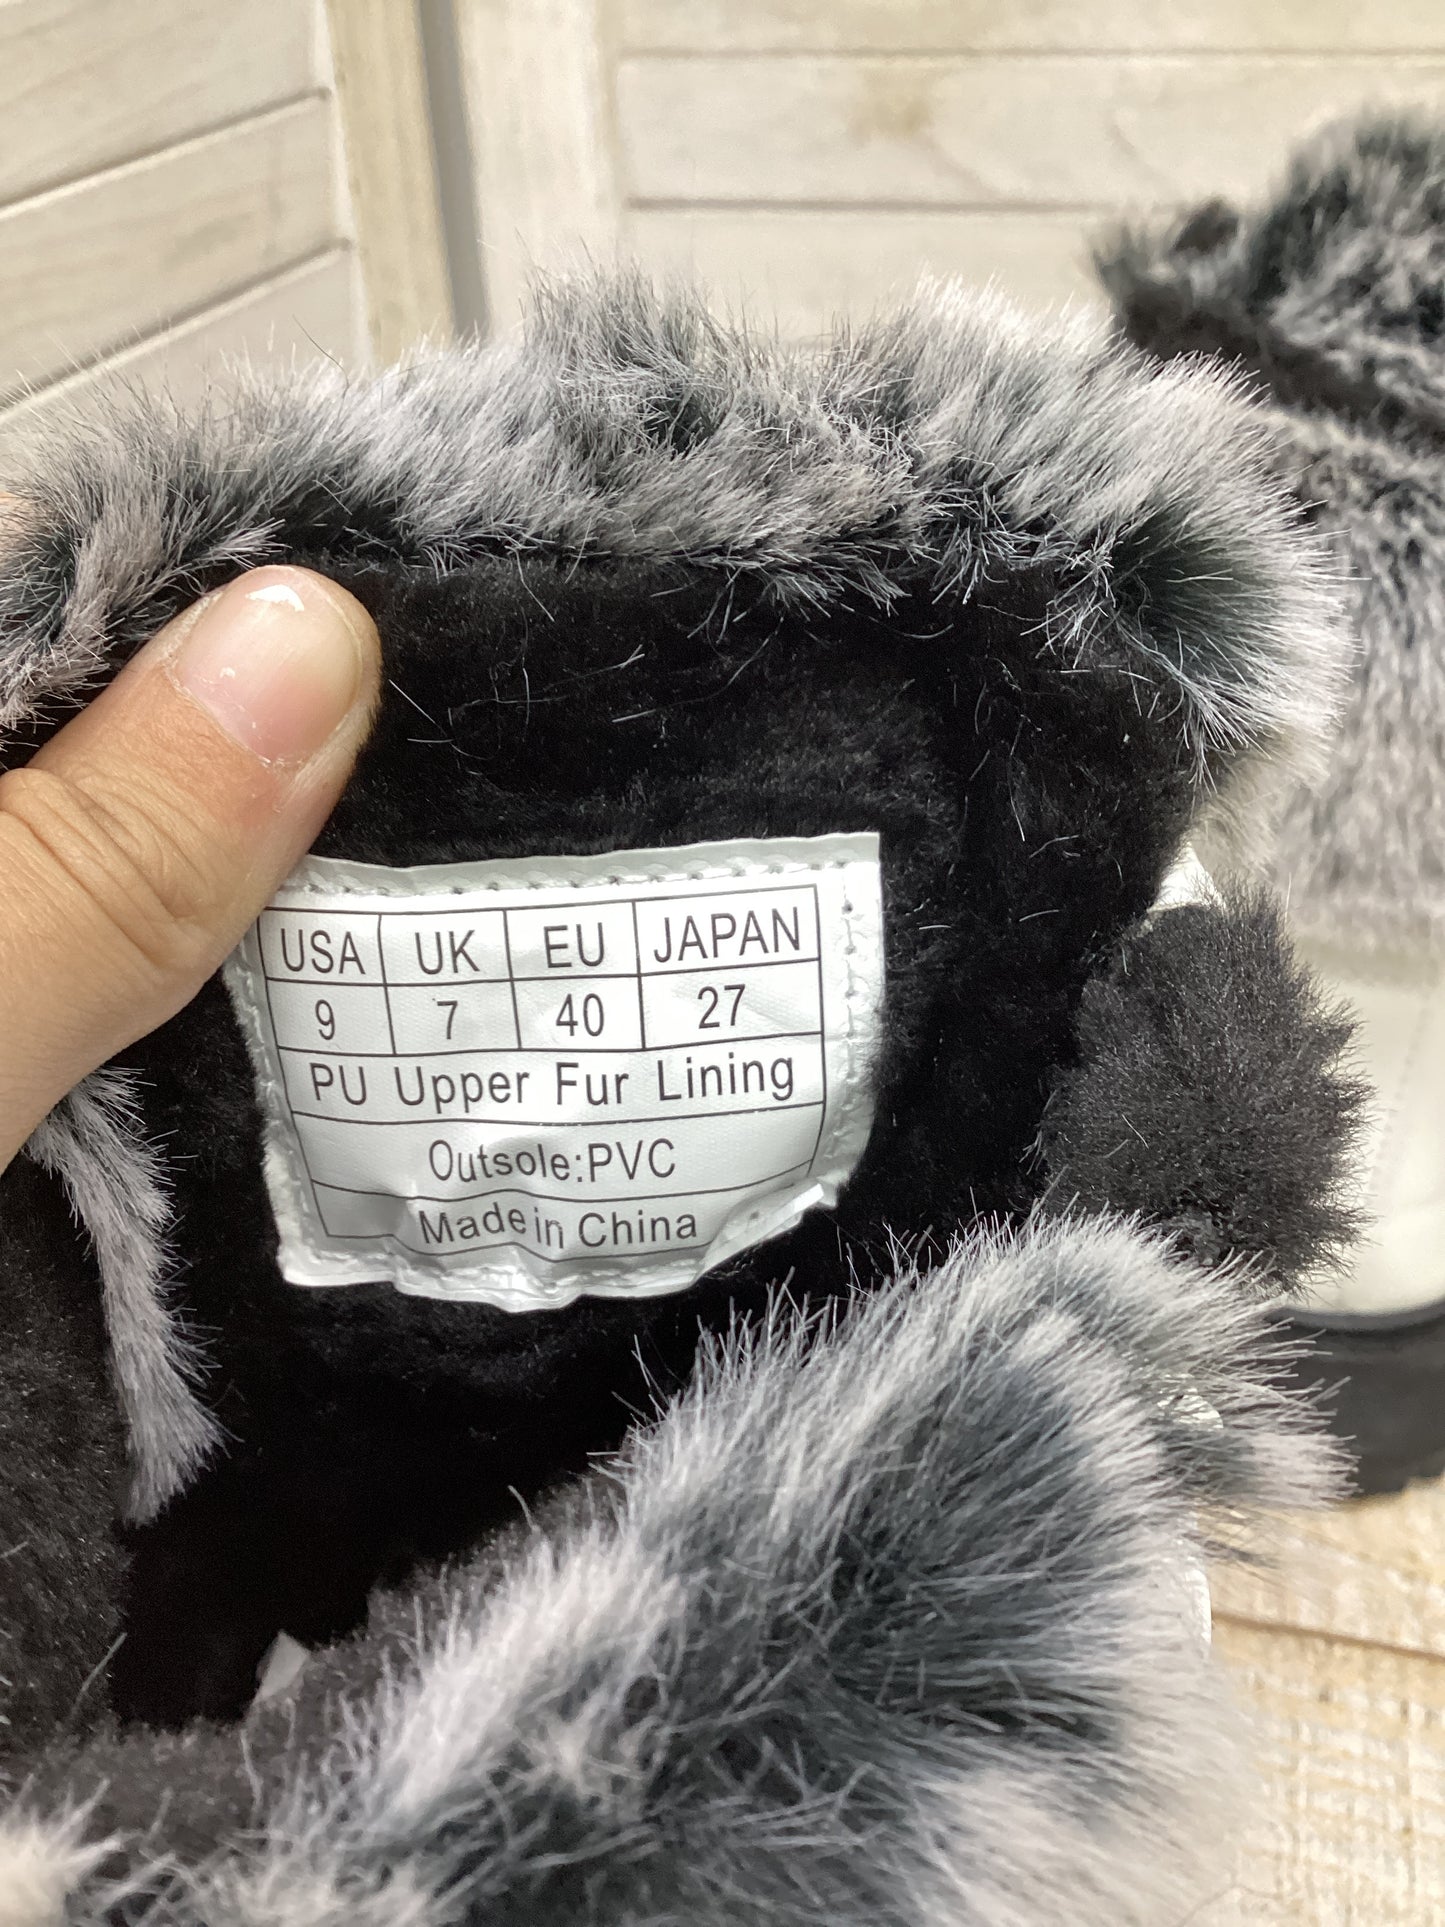 USA UK EU JAPAN
9 7 40 27
PU Upper Fur Lining
Outsole:PVC
Made in China